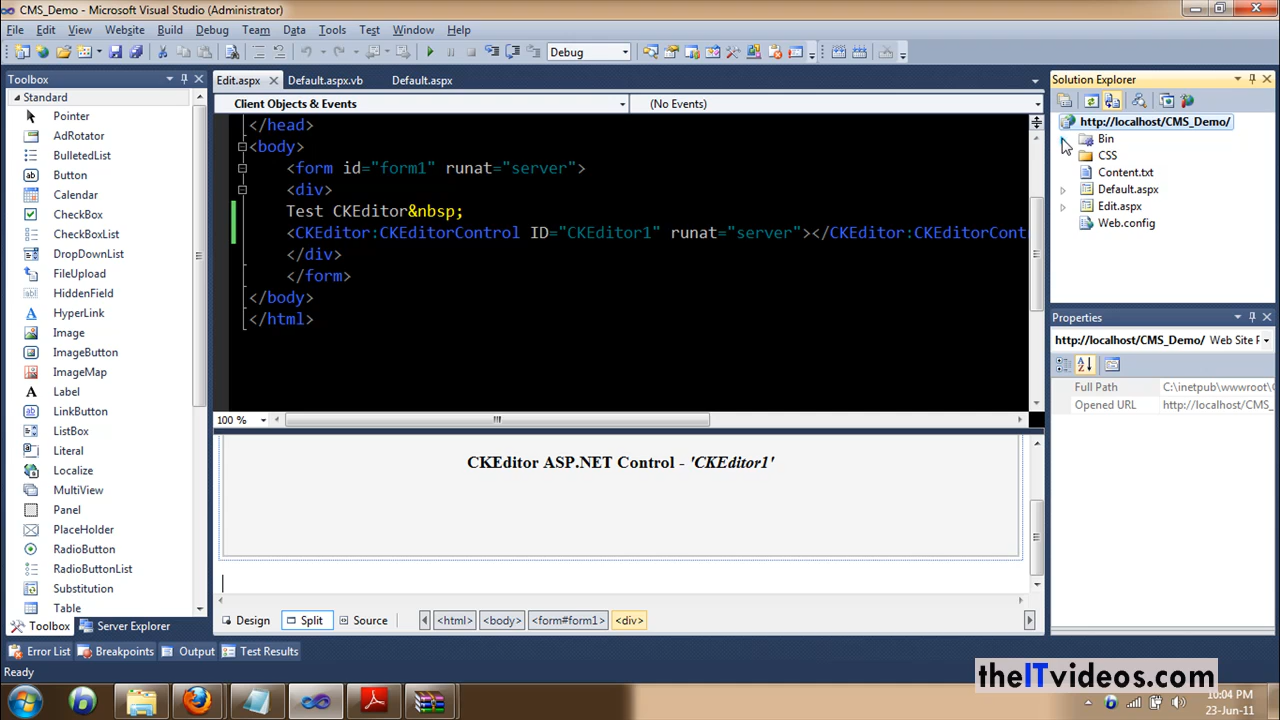 CMS_Demo - Microsoft Visual Studio (Administrator)
File Edit View Website Build Debug Team Data Tools Test Window Help
Debug
Toolbox
Standard
Pointer
AdRotator
BulletedList
Button
Calendar
CheckBox
CheckBoxList
DropDownList
FileUpload
HiddenField
HyperLink
Image
ImageButton
ImageMap
Label
LinkButton
ListBox
Literal
Localize
MultiView
Panel
PlaceHolder
RadioButton
RadioButtonList
Substitution
Table
Toolbox Server Explorer
Edit.aspx Default.aspx.vb Default.aspx
Client Objects & Events (No Events)
</head>
<body>
<form id="form1" runat="server">
<div>
Test CKEditor&nbsp;
<CKEditor:CKEditorControl ID="CKEditor1" runat="server"></CKEditor:CKEditorCont
</div>
</form>
</body>
</html>
100 %
CKEditor ASP.NET Control - 'CKEditor1'
Design Split Source <html> <body> <form#form1> <div>
Solution Explorer
http://localhost/CMS_Demo/
Bin
CSS
Content.txt
Default.aspx
Edit.aspx
Web.config
Properties
http://localhost/CMS_Demo/ Web Site P
Full Path C:\inetpub\wwwroot\C
Opened URL http://localhost/CMS_
Error List Breakpoints Output Test Results
Ready
theITvideos.com
10:04 PM
23-Jun-11